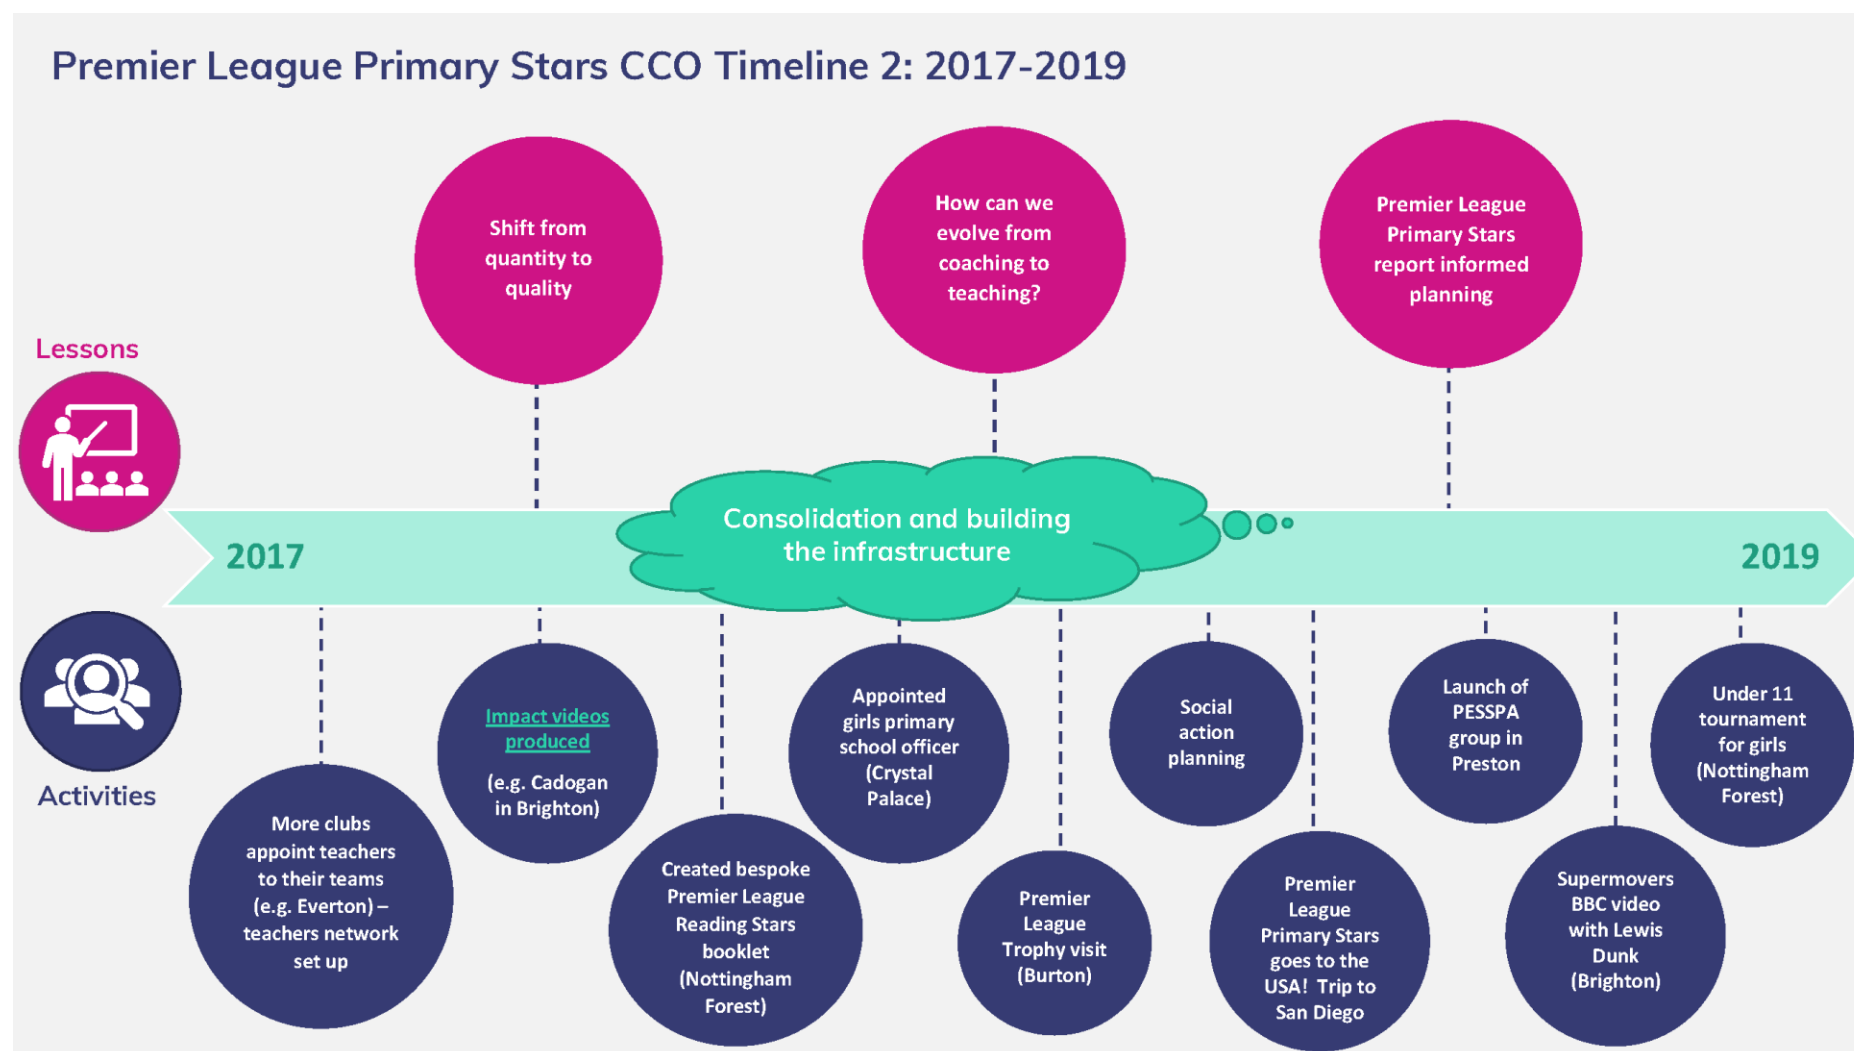 Premier League Primary Stars CCO Timeline 2: 2017-2019
Shift from
quantity to
quality
How can we
evolve from
coaching to
teaching?
Premier League
Primary Stars
report informed
planning
Lessons
2017
Consolidation and building
the infrastructure
2019
Activities
More clubs
appoint teachers
to their teams
(e.g. Everton) –
teachers network
set up
Impact videos
produced
(e.g. Cadogan
in Brighton)
Created bespoke
Premier League
Reading Stars
booklet
(Nottingham
Forest)
Appointed
girls primary
school officer
(Crystal
Palace)
Premier
League
Trophy visit
(Burton)
Social
action
planning
Premier
League
Primary Stars
goes to the
USA! Trip to
San Diego
Launch of
PESSPA
group in
Preston
Supermovers
BBC video
with Lewis
Dunk
(Brighton)
Under 11
tournament
for girls
(Nottingham
Forest)